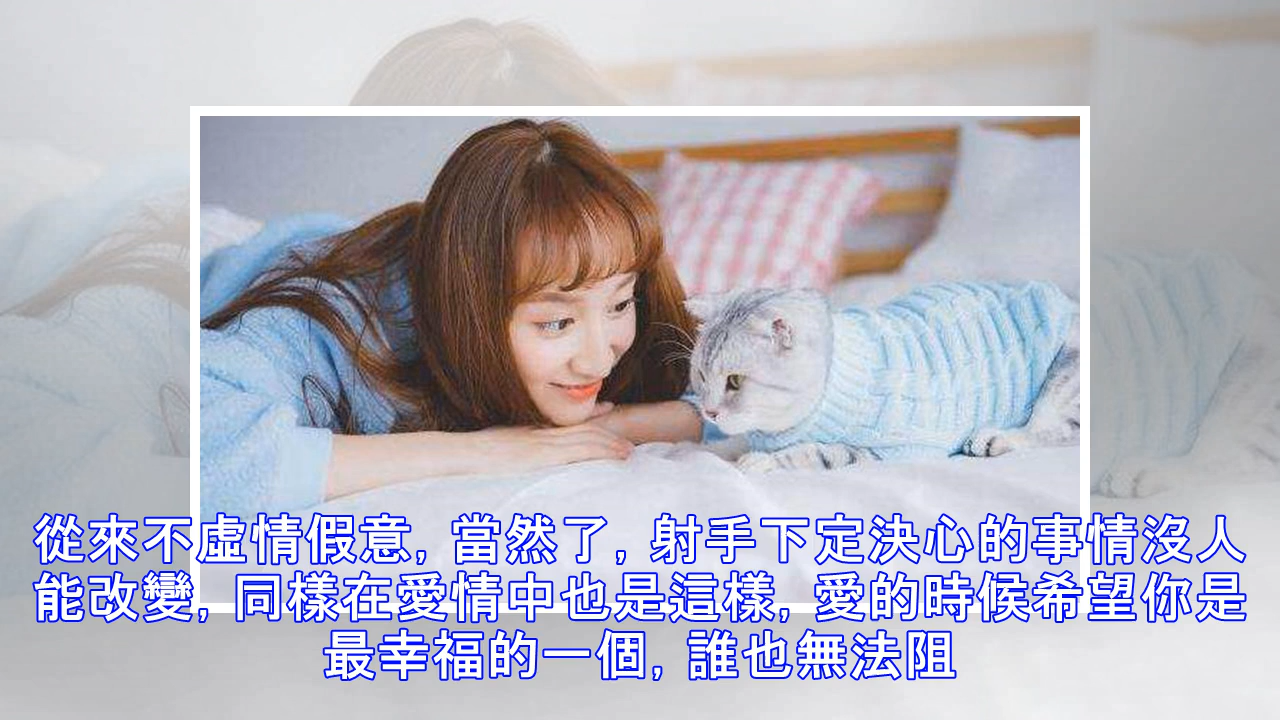 從來不虛情假意, 當然了, 射手下定決心的事情沒人
能改變, 同樣在愛情中也是這樣, 愛的時候希望你是
最幸福的一個, 誰也無法阻